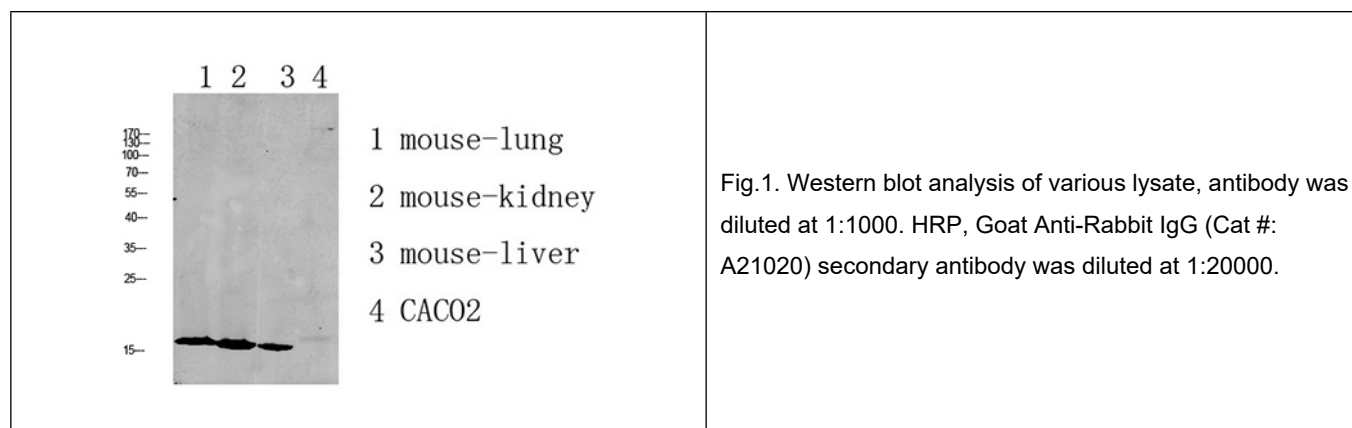 1 2 3 4
170—
130—
100—
70—
55—
40—
35—
25—
15—
1 mouse-lung
2 mouse-kidney
3 mouse-liver
4 CACO2
Fig.1. Western blot analysis of various lysate, antibody was
diluted at 1:1000. HRP, Goat Anti-Rabbit IgG (Cat #:
A21020) secondary antibody was diluted at 1:20000.